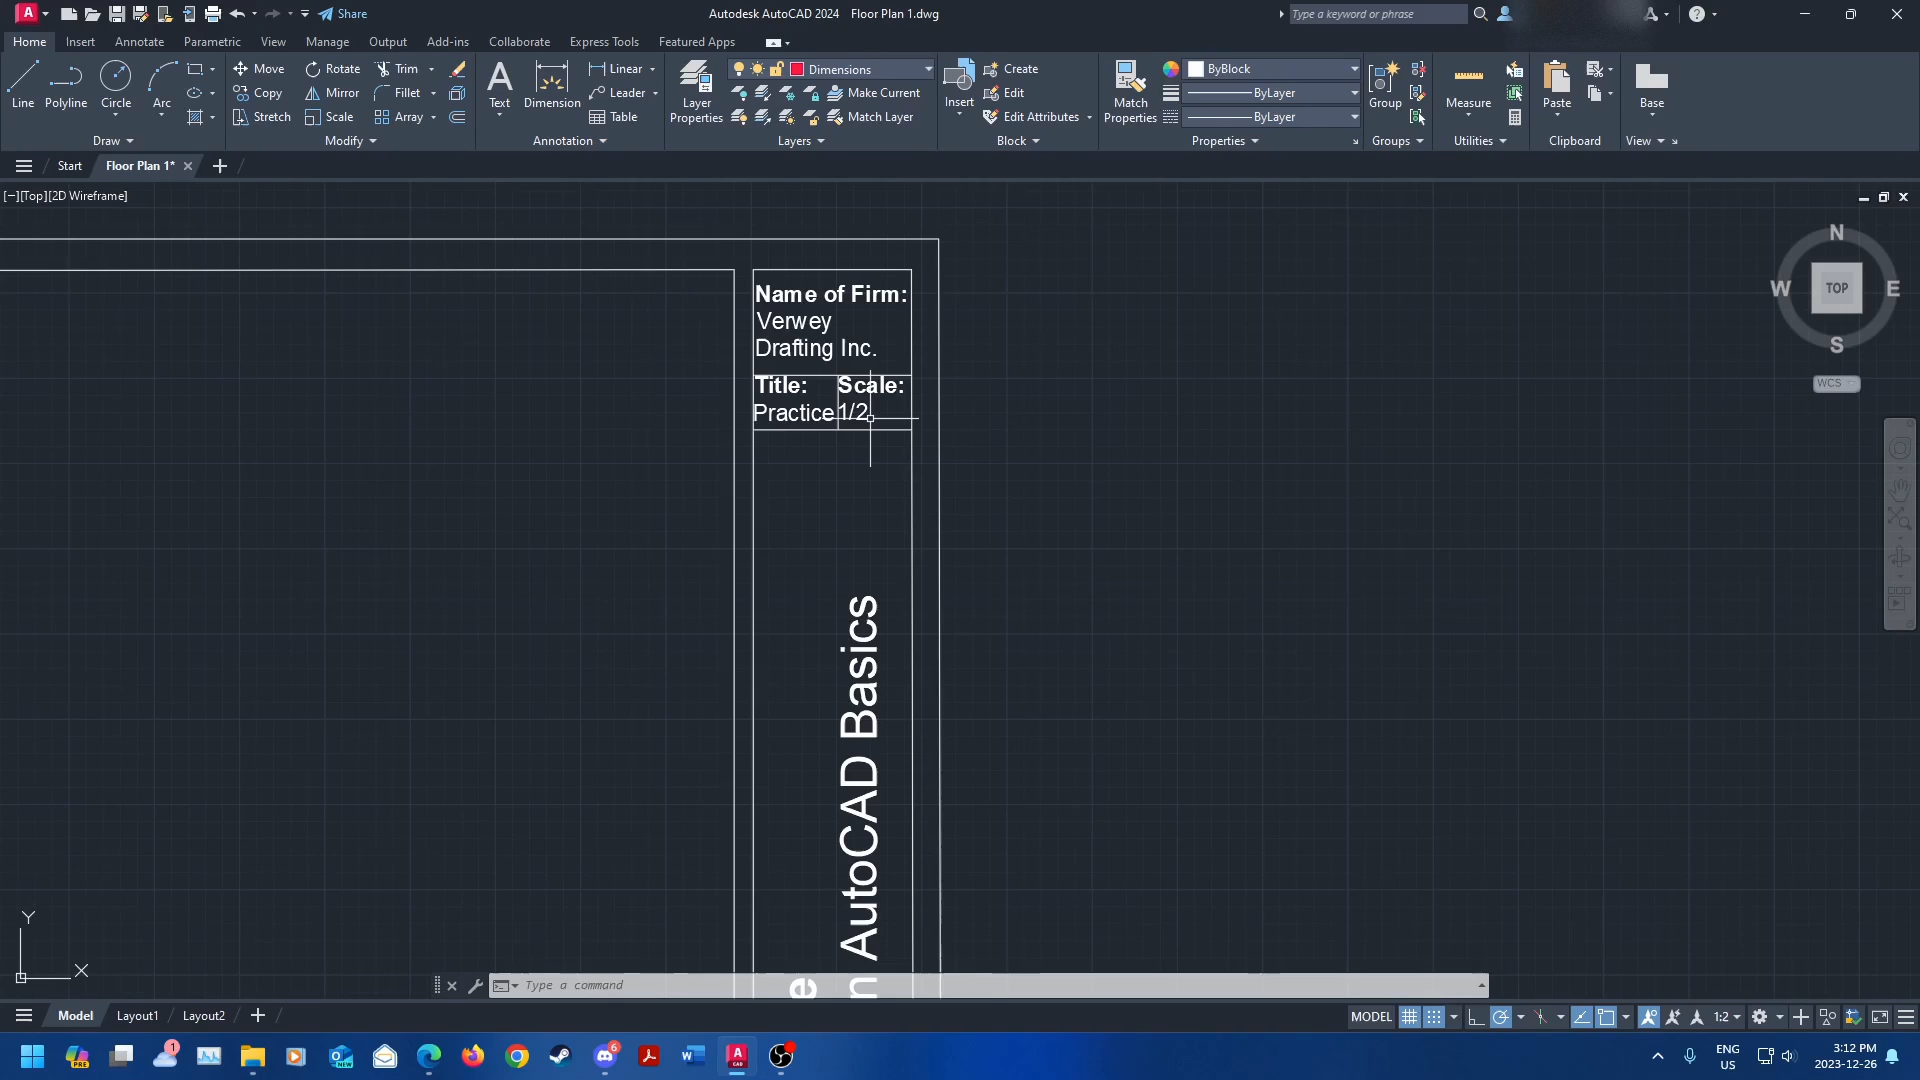 Share
Autodesk AutoCAD 2024 Floor Plan 1.dwg
Type a keyword or phrase
Home Insert Annotate Parametric View Manage Output Add-ins Collaborate Express Tools Featured Apps
Line Polyline Circle Arc
Move Rotate Trim
Copy Mirror Fillet
Stretch Scale Array
Text Dimension
Linear
Leader
Table
Layer Properties
Dimensions
Make Current
Match Layer
Insert
Create
Edit
Edit Attributes
Match Properties
ByBlock
ByLayer
ByLayer
Group
Measure
Paste
Base
Draw Modify Annotation Layers Block Properties Groups Utilities Clipboard View
Start Floor Plan 1*
[−][Top][2D Wireframe]
N
W TOP E
S
WCS
Name of Firm:
Verwey
Drafting Inc.
Title: Scale:
Practice 1/2
n AutoCAD Basics
e
Y
X
Type a command
Model Layout1 Layout2
MODEL
1:2
1
PRE
NEW
6
W
A
CAD
ENG
US
3:12 PM
2023-12-26